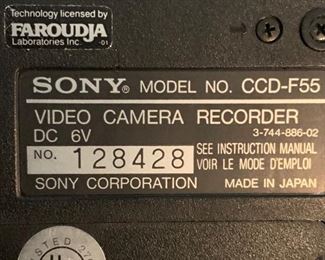 Technology licensed by
FAROUDJA
Laboratories Inc. -01
SONY® MODEL NO. CCD-F55
VIDEO CAMERA RECORDER
DC 6V 3-744-886-02
NO. 128428 SEE INSTRUCTION MANUAL
VOIR LE MODE D'EMPLOI
SONY CORPORATION MADE IN JAPAN